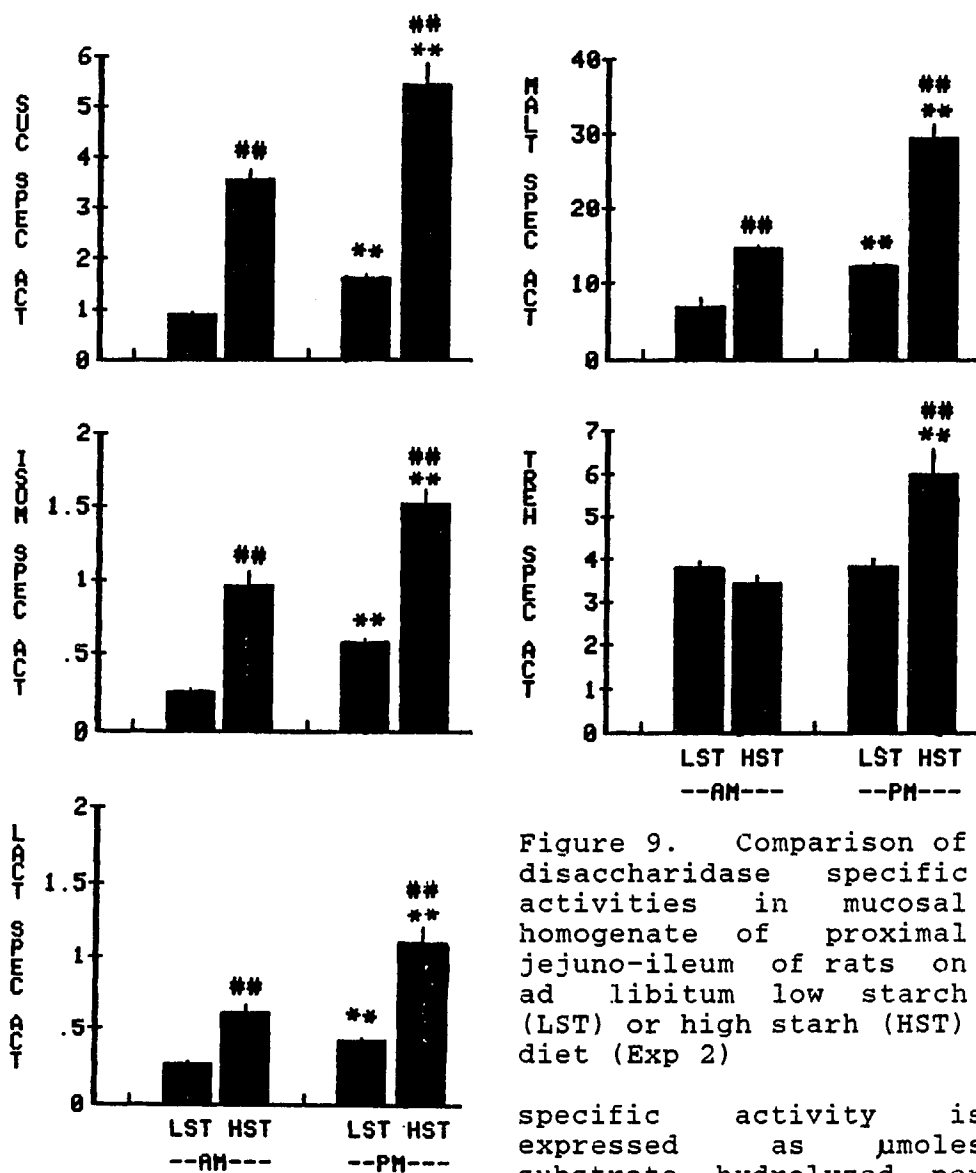 6
5
4
3
2
1
0
SUC SPEC ACT
##
**
##
**
40
30
20
10
0
MALT SPEC ACT
##
**
##
**
2
1.5
1
.5
0
ISOM SPEC ACT
##
**
##
**
7
6
5
4
3
2
1
0
TREH SPEC ACT
##
**
LST HST LST HST
--AM--- --PM---
2
1.5
1
.5
0
LACT SPEC ACT
##
**
##
**
LST HST LST HST
--AM--- --PM---
Figure 9. Comparison of
disaccharidase specific
activities in mucosal
homogenate of proximal
jejuno-ileum of rats on
ad libitum low starch
(LST) or high starh (HST)
diet (Exp 2)
specific activity is
expressed as µmoles
substrate hydrolyzed per